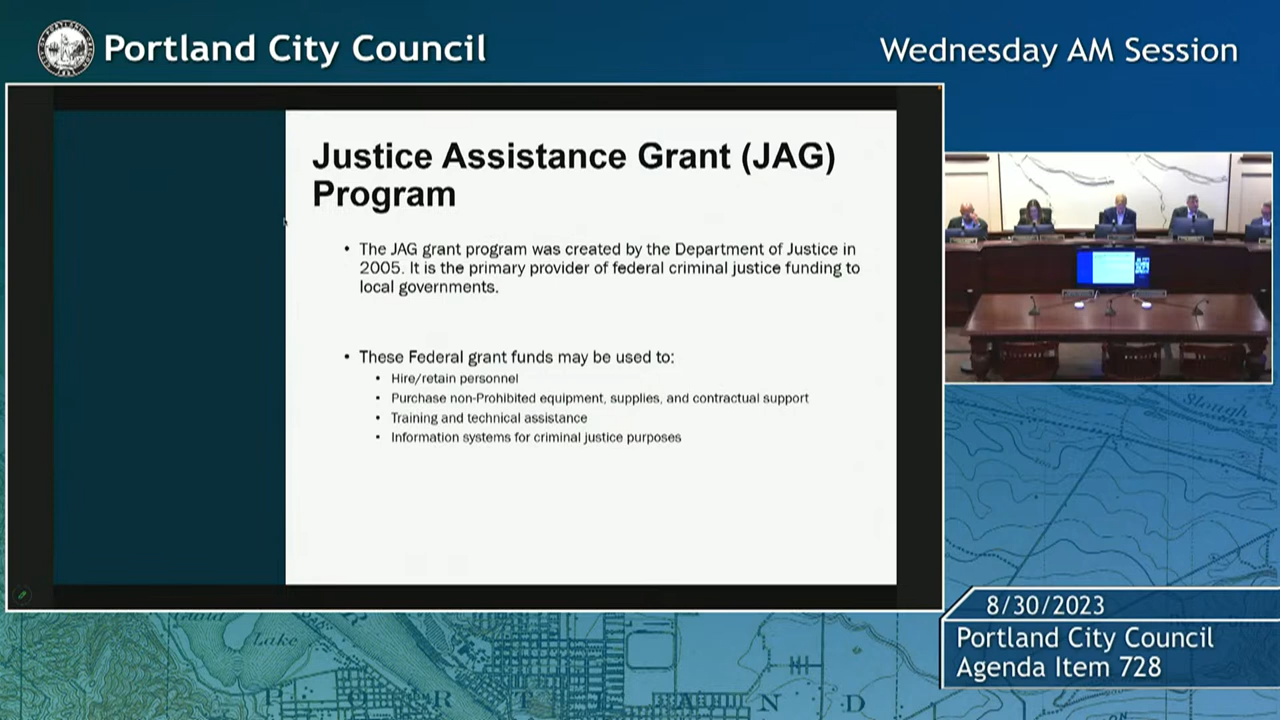 Portland City Council
Wednesday AM Session
Justice Assistance Grant (JAG)
Program
• The JAG grant program was created by the Department of Justice in
2005. It is the primary provider of federal criminal justice funding to
local governments.
• These Federal grant funds may be used to:
• Hire/retain personnel
• Purchase non-Prohibited equipment, supplies, and contractual support
• Training and technical assistance
• Information systems for criminal justice purposes
Slough
8/30/2023
Portland City Council
Agenda Item 728
Guild
Lake
P O R T L A N D